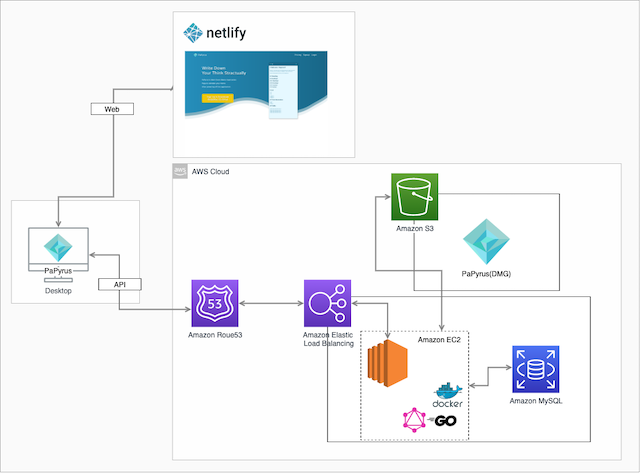 netlify
Write Down
Your Think Structually
Web
aws
AWS Cloud
Amazon S3
PaPyrus
Desktop
PaPyrus(DMG)
API
53
Amazon Roue53
Amazon Elastic
Load Balancing
Amazon EC2
docker
GO
Amazon MySQL